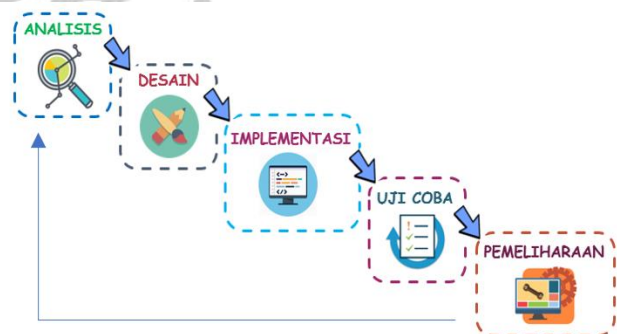 ANALISIS
DESAIN
IMPLEMENTASI
UJI COBA
PEMELIHARAAN